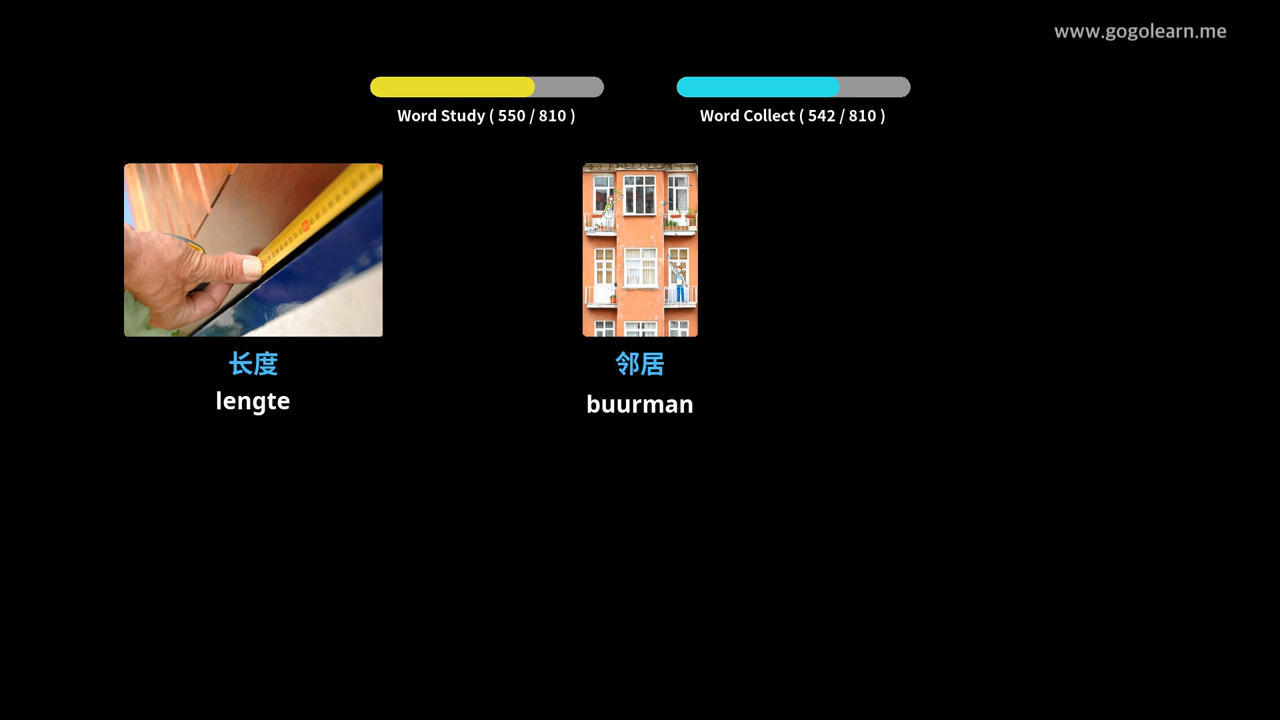 www.gogolearn.me
Word Study ( 550 / 810 )
Word Collect ( 542 / 810 )
长度
lengte
邻居
buurman